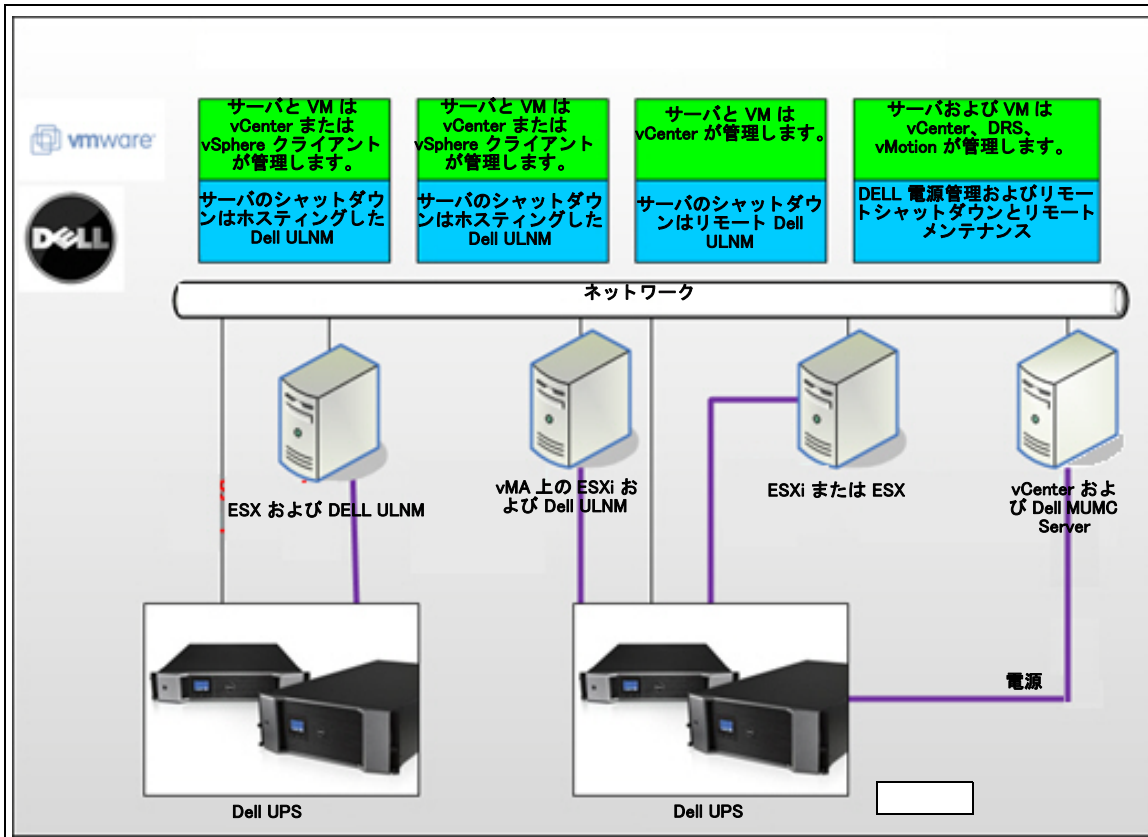 vmware
サーバと VM は
vCenter または
vSphere クライアント
が管理します。
サーバのシャットダウ
ンはホスティングした
Dell ULNM
サーバと VM は
vCenter または
vSphere クライアント
が管理します。
サーバのシャットダウ
ンはホスティングした
Dell ULNM
サーバと VM は
vCenter が管理します。
サーバのシャットダウ
ンはリモート Dell
ULNM
サーバおよび VM は
vCenter、DRS、
vMotion が管理します。
DELL 電源管理およびリモー
トシャットダウンとリモート
メンテナンス
DELL
ネットワーク
ESX および DELL ULNM
vMA 上の ESXi お
よび Dell ULNM
ESXi または ESX
vCenter およ
び Dell MUMC
Server
電源
Dell UPS
Dell UPS